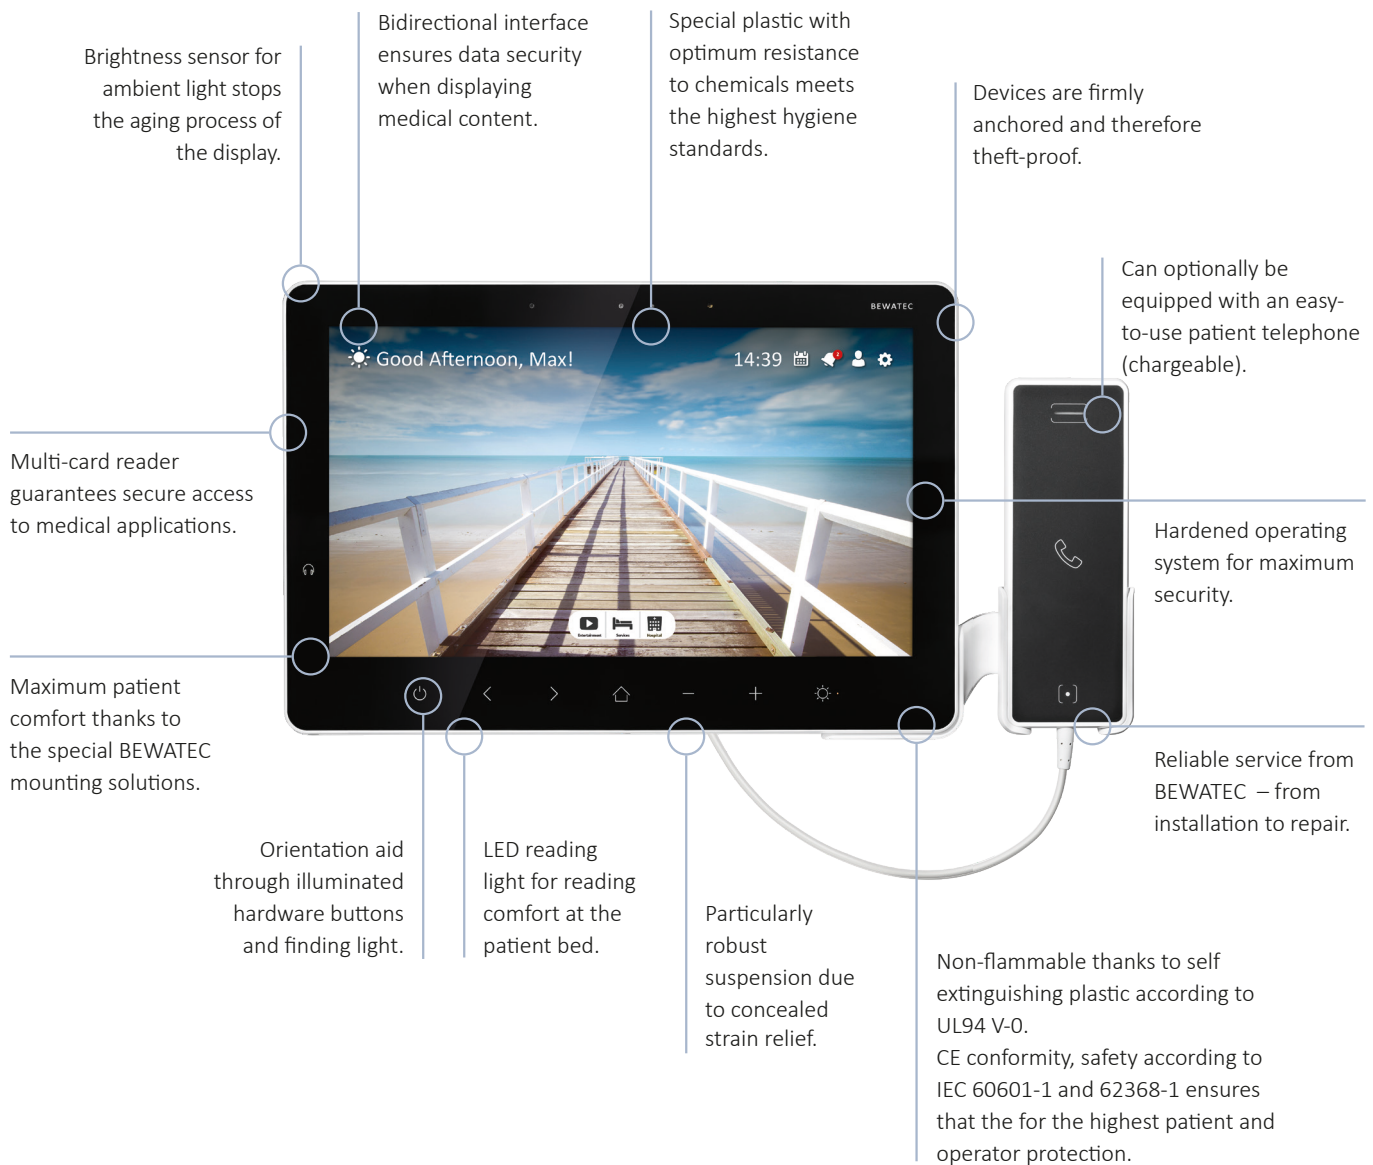 Brightness sensor for
ambient light stops
the aging process of
the display.
Bidirectional interface
ensures data security
when displaying
medical content.
Special plastic with
optimum resistance
to chemicals meets
the highest hygiene
standards.
Devices are firmly
anchored and therefore
theft-proof.
Can optionally be
equipped with an easy-
to-use patient telephone
(chargeable).
BEWATEC
Good Afternoon, Max!
14:39
Multi-card reader
guarantees secure access
to medical applications.
Hardened operating
system for maximum
security.
Entertainment Services Hospital
Maximum patient
comfort thanks to
the special BEWATEC
mounting solutions.
Reliable service from
BEWATEC – from
installation to repair.
Orientation aid
through illuminated
hardware buttons
and finding light.
LED reading
light for reading
comfort at the
patient bed.
Particularly
robust
suspension due
to concealed
strain relief.
Non-flammable thanks to self
extinguishing plastic according to
UL94 V-0.
CE conformity, safety according to
IEC 60601-1 and 62368-1 ensures
that the for the highest patient and
operator protection.